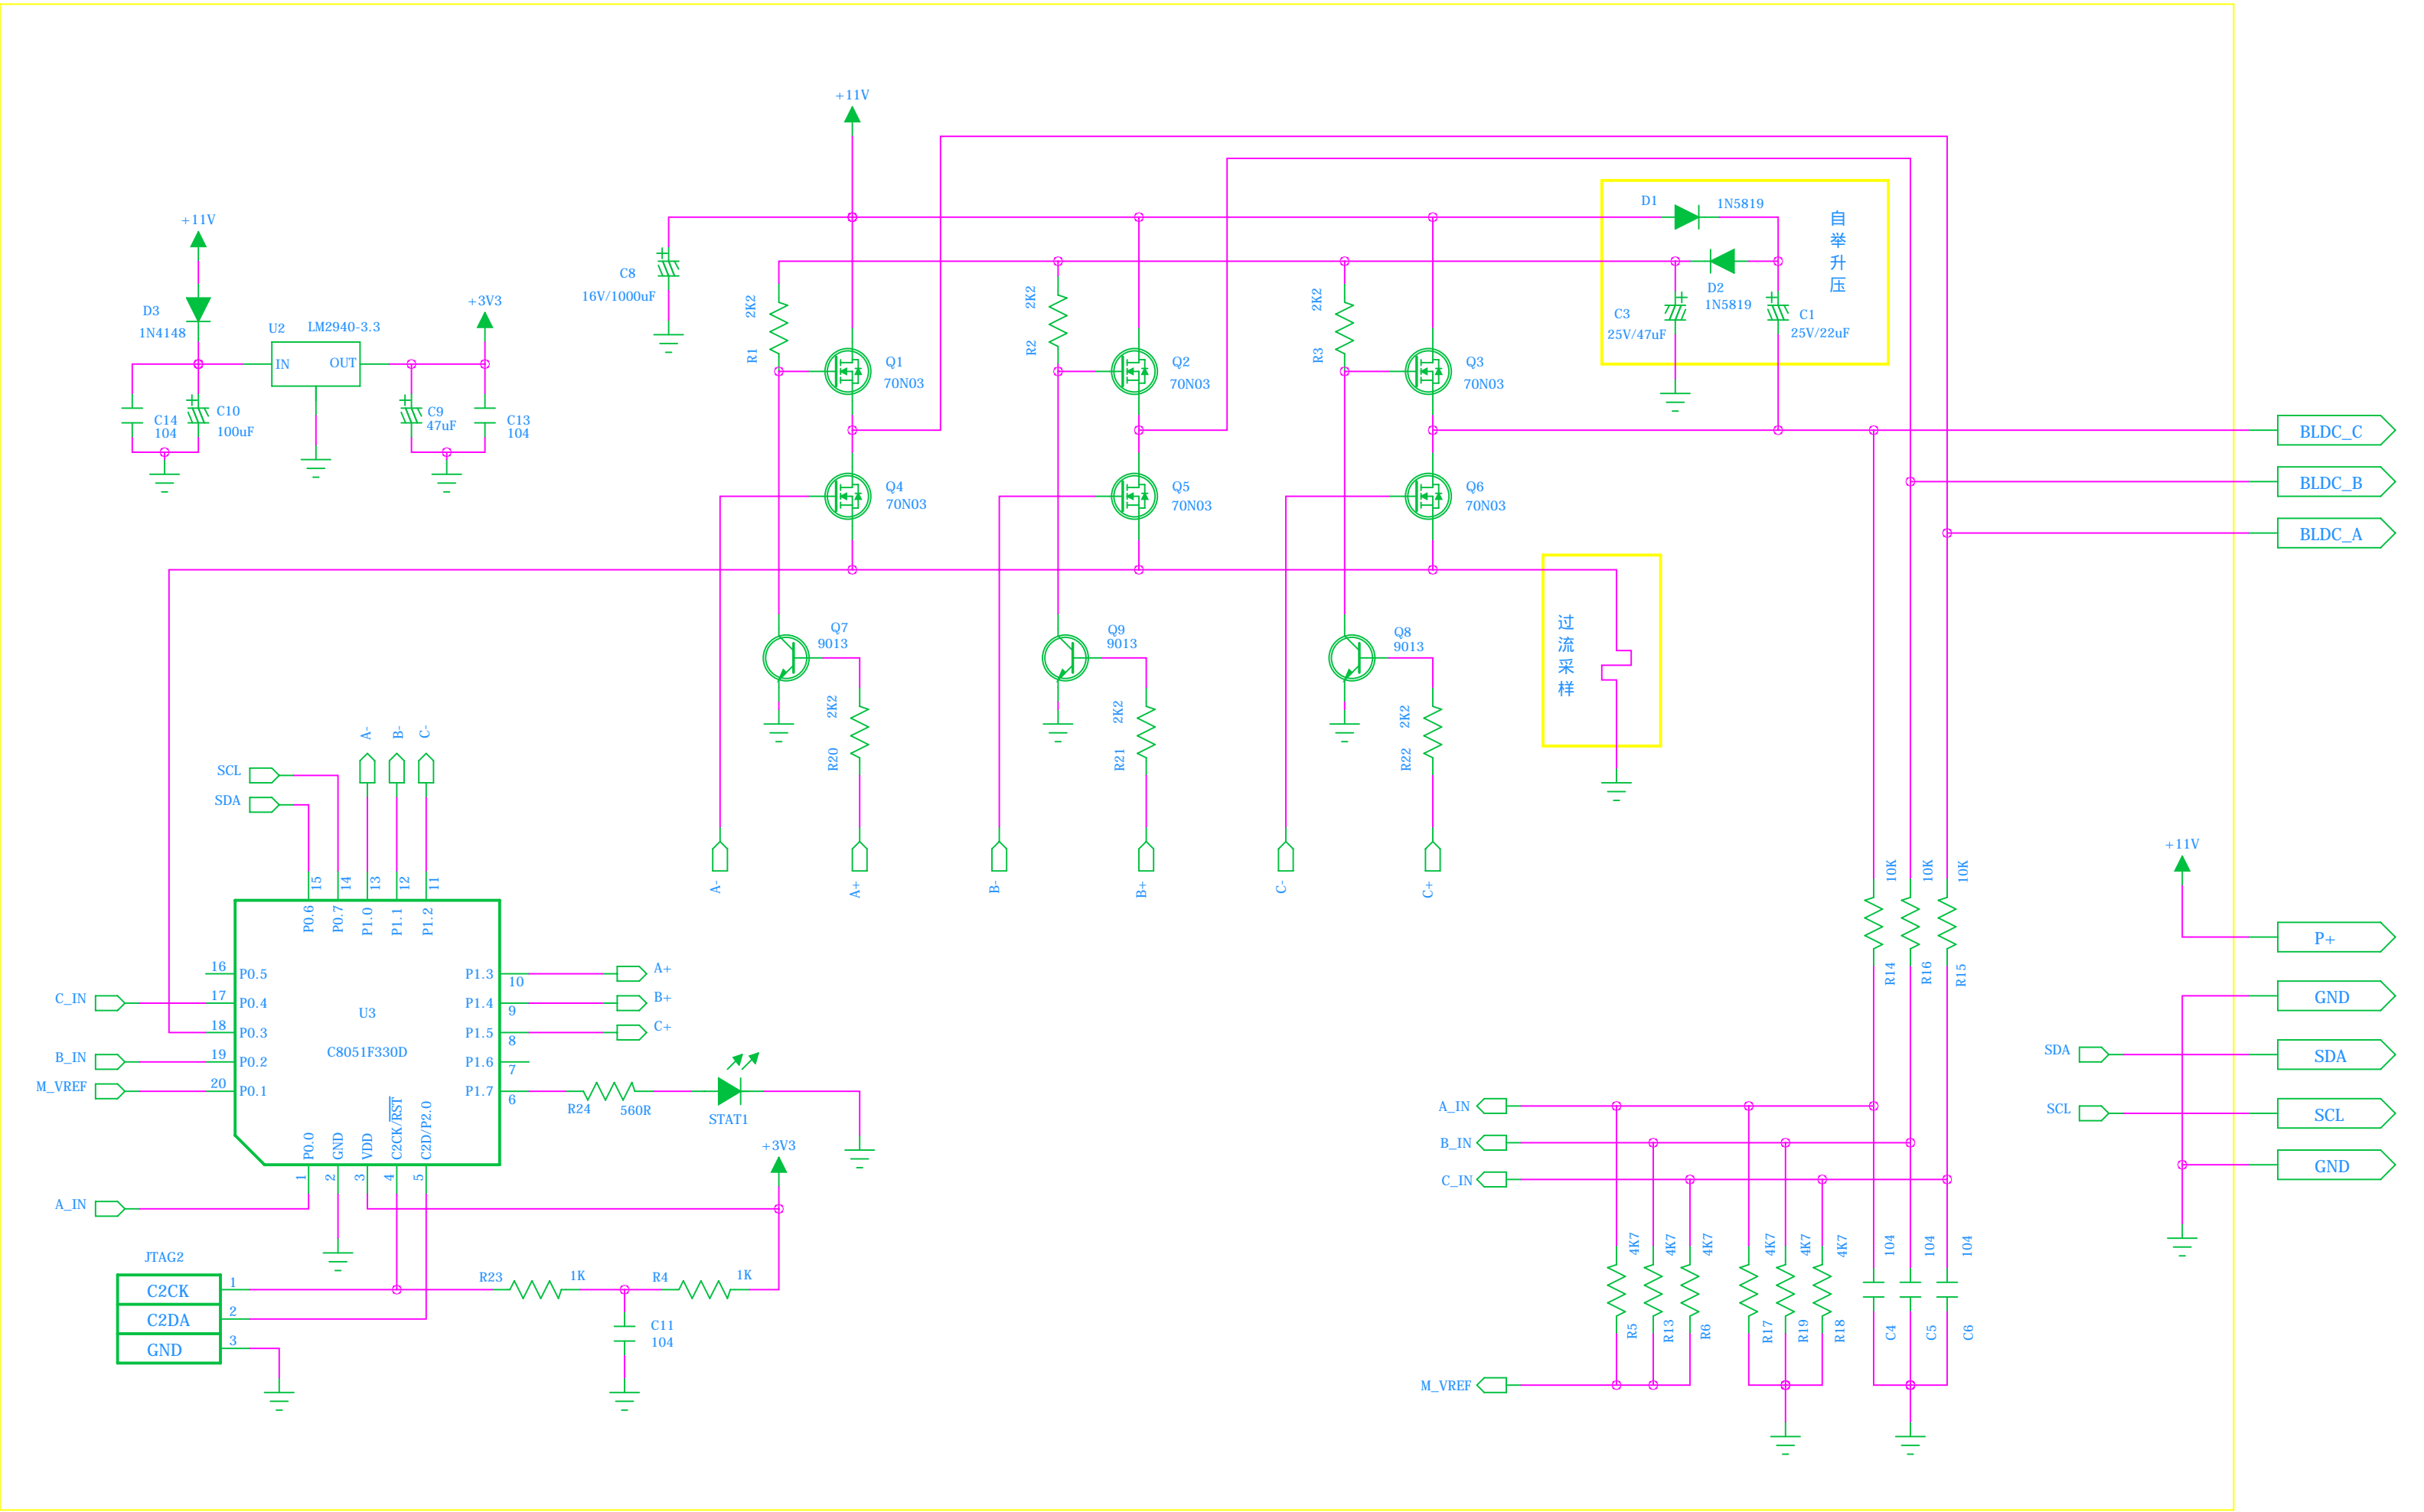 +11V
D1
1N5819
自
举
升
压
D2
1N5819
C3
25V/47uF
C1
25V/22uF
+11V
D3
1N4148
U2
LM2940-3.3
IN
OUT
+3V3
C14
104
C10
100uF
C9
47uF
C13
104
C8
16V/1000uF
2K2
R1
2K2
R2
2K2
R3
Q1
70N03
Q2
70N03
Q3
70N03
Q4
70N03
Q5
70N03
Q6
70N03
BLDC_C
BLDC_B
BLDC_A
Q7
9013
Q9
9013
Q8
9013
过
流
采
样
2K2
R20
2K2
R21
2K2
R22
A-
A+
B-
B+
C-
C+
A-
B-
C-
SCL
SDA
15
14
13
12
11
P0.6
P0.7
P1.0
P1.1
P1.2
16
P0.5
C_IN
17
P0.4
18
P0.3
B_IN
19
P0.2
M_VREF
20
P0.1
U3
C8051F330D
P1.3
10
A+
P1.4
9
B+
P1.5
8
C+
P1.6
7
P1.7
6
R24
560R
STAT1
P0.0
GND
VDD
C2CK/RST
C2D/P2.0
1
2
3
4
5
A_IN
+3V3
JTAG2
C2CK
1
C2DA
2
GND
3
R23
1K
R4
1K
C11
104
10K
10K
10K
R14
R16
R15
A_IN
B_IN
C_IN
4K7
4K7
4K7
4K7
4K7
4K7
104
104
104
R5
R13
R6
R17
R19
R18
C4
C5
C6
M_VREF
+11V
P+
GND
SDA
SDA
SCL
SCL
GND